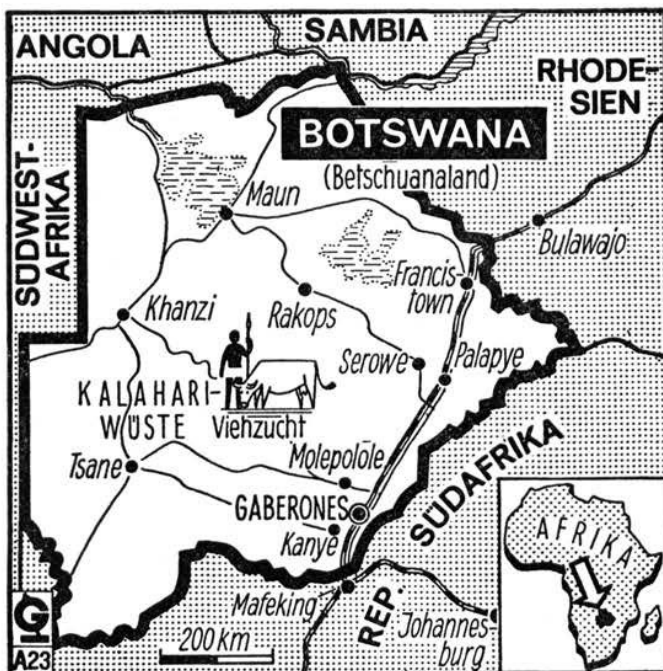 ANGOLA
SAMBIA
RHODE-
SIEN
BOTSWANA
(Betschuanaland)
SÜDWEST-
AFRIKA
Maun
Bulawajo
Francis-
town
Khanzi
Rakops
Serowe
Palapye
KALAHARI-
WÜSTE
Viehzucht
Tsane
Molepolōle
GABERONES
Kanye
REP. SÜDAFRIKA
Mafeking
Johannes-
burg
200 km
AFRIKA
G
A23